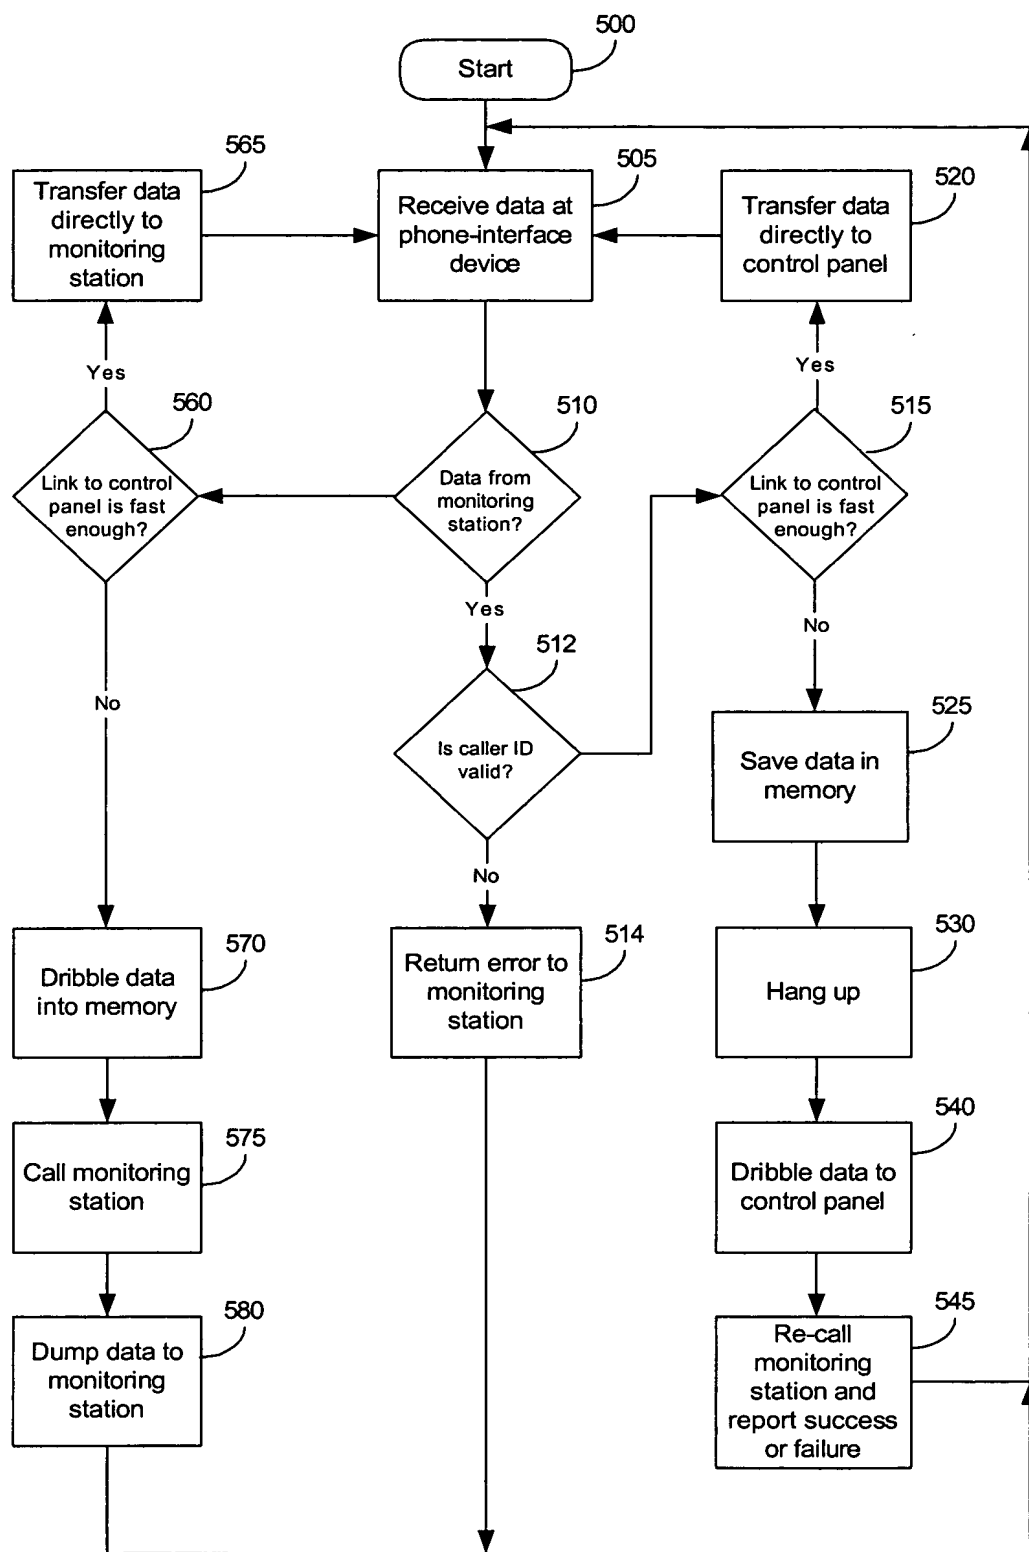 500
Start
565
Transfer data
directly to
monitoring
station
505
Receive data at
phone-interface
device
520
Transfer data
directly to
control panel
Yes
Yes
560
Link to control
panel is fast
enough?
510
Data from
monitoring
station?
515
Link to control
panel is fast
enough?
Yes
No
512
Is caller ID
valid?
No
525
Save data in
memory
No
570
Dribble data
into memory
514
Return error to
monitoring
station
530
Hang up
575
Call monitoring
station
540
Dribble data to
control panel
580
Dump data to
monitoring
station
545
Re-call
monitoring
station and
report success
or failure